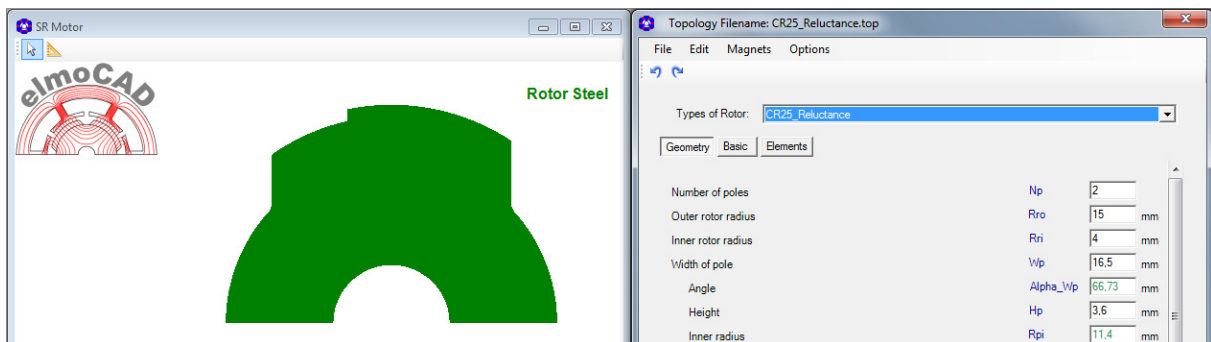 SR Motor
elmoCAD
Rotor Steel
Topology Filename: CR25_Reluctance.top
File Edit Magnets Options
Types of Rotor: CR25_Reluctance
Geometry Basic Elements
Number of poles Np 2
Outer rotor radius Rro 15 mm
Inner rotor radius Rri 4 mm
Width of pole Wp 16,5 mm
Angle Alpha_Wp 66,73 mm
Height Hp 3,6 mm
Inner radius Rpi 11,4 mm